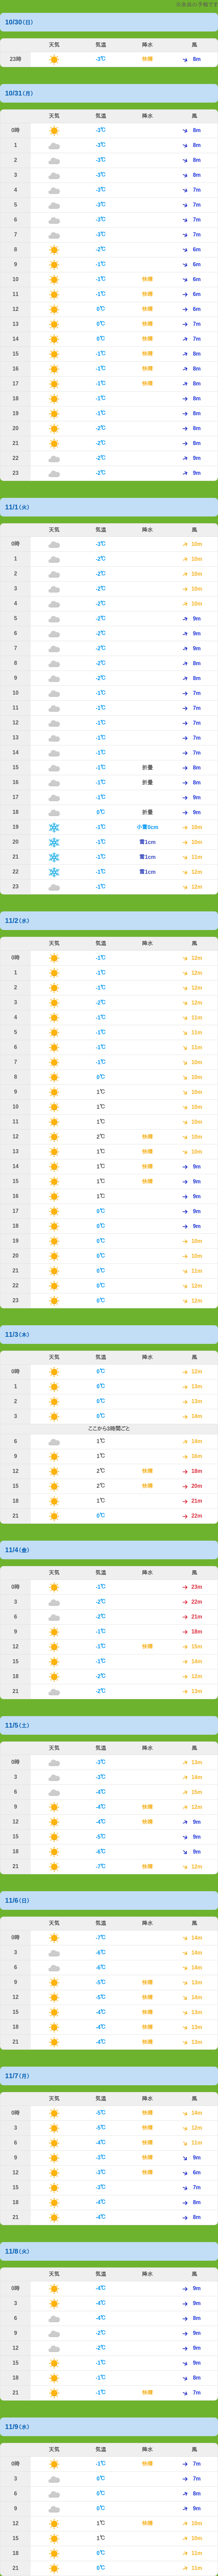 10/30(日)
天気 気温 降水 風
23時 -3℃ 快晴 8m
10/31(月)
天気 気温 降水 風
0時 -3℃ 8m
1 -3℃ 8m
2 -3℃ 8m
3 -3℃ 8m
4 -3℃ 7m
5 -3℃ 7m
6 -3℃ 7m
7 -3℃ 7m
8 -2℃ 6m
9 -1℃ 6m
10 -1℃ 快晴 6m
11 -1℃ 快晴 6m
12 0℃ 快晴 6m
13 0℃ 快晴 7m
14 0℃ 快晴 7m
15 -1℃ 快晴 8m
16 -1℃ 快晴 8m
17 -1℃ 快晴 8m
18 -1℃ 8m
19 -1℃ 8m
20 -2℃ 8m
21 -2℃ 8m
22 -2℃ 9m
23 -2℃ 9m
11/1(火)
天気 気温 降水 風
0時 -3℃ 10m
1 -2℃ 10m
2 -2℃ 10m
3 -2℃ 10m
4 -2℃ 10m
5 -2℃ 9m
6 -2℃ 9m
7 -2℃ 9m
8 -2℃ 8m
9 -2℃ 8m
10 -1℃ 7m
11 -1℃ 7m
12 -1℃ 7m
13 -1℃ 7m
14 -1℃ 7m
15 -1℃ 折曇 8m
16 -1℃ 折曇 8m
17 -1℃ 9m
18 0℃ 折曇 9m
19 -1℃ 小雪0cm 10m
20 -1℃ 雪1cm 10m
21 -1℃ 雪1cm 11m
22 -1℃ 雪1cm 12m
23 -1℃ 12m
11/2(水)
天気 気温 降水 風
0時 -1℃ 12m
1 -1℃ 12m
2 -1℃ 12m
3 -2℃ 12m
4 -1℃ 11m
5 -1℃ 11m
6 -1℃ 11m
7 -1℃ 10m
8 0℃ 10m
9 1℃ 10m
10 1℃ 10m
11 1℃ 10m
12 2℃ 快晴 10m
13 1℃ 快晴 10m
14 1℃ 快晴 9m
15 1℃ 快晴 9m
16 1℃ 9m
17 0℃ 9m
18 0℃ 9m
19 0℃ 10m
20 0℃ 10m
21 0℃ 11m
22 0℃ 12m
23 0℃ 12m
11/3(木)
天気 気温 降水 風
0時 0℃ 12m
1 0℃ 13m
2 0℃ 13m
3 0℃ 14m
ここから3時間ごと
6 1℃ 14m
9 1℃ 16m
12 2℃ 快晴 18m
15 2℃ 快晴 20m
18 1℃ 21m
21 0℃ 22m
11/4(金)
天気 気温 降水 風
0時 -1℃ 23m
3 -2℃ 22m
6 -2℃ 21m
9 -1℃ 18m
12 -1℃ 快晴 15m
15 -1℃ 14m
18 -2℃ 12m
21 -2℃ 13m
11/5(土)
天気 気温 降水 風
0時 -3℃ 13m
3 -3℃ 14m
6 -4℃ 15m
9 -4℃ 快晴 12m
12 -4℃ 快晴 9m
15 -5℃ 9m
18 -6℃ 9m
21 -7℃ 快晴 12m
11/6(日)
天気 気温 降水 風
0時 -7℃ 14m
3 -6℃ 14m
6 -6℃ 14m
9 -5℃ 快晴 13m
12 -5℃ 快晴 14m
15 -4℃ 快晴 13m
18 -4℃ 快晴 13m
21 -4℃ 快晴 13m
11/7(月)
天気 気温 降水 風
0時 -5℃ 快晴 14m
3 -5℃ 快晴 12m
6 -4℃ 快晴 11m
9 -3℃ 快晴 9m
12 -3℃ 快晴 6m
15 -3℃ 7m
18 -4℃ 8m
21 -4℃ 8m
11/8(火)
天気 気温 降水 風
0時 -4℃ 9m
3 -4℃ 9m
6 -4℃ 8m
9 -2℃ 9m
12 -2℃ 9m
15 -1℃ 9m
18 -1℃ 8m
21 -1℃ 快晴 7m
11/9(水)
天気 気温 降水 風
0時 -1℃ 快晴 7m
3 0℃ 7m
6 0℃ 8m
9 0℃ 9m
12 1℃ 快晴 10m
15 1℃ 10m
18 0℃ 11m
21 0℃ 11m